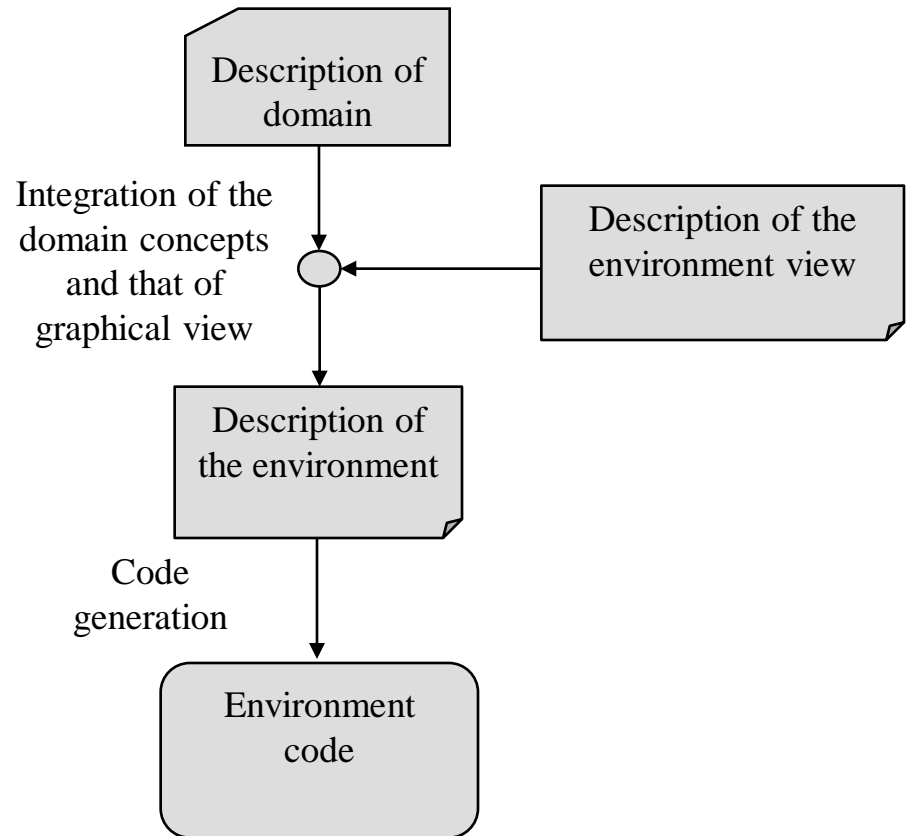 Description of
domain
Integration of the
domain concepts
and that of
graphical view
Description of the
environment view
Description of
the environment
Code
generation
Environment
code